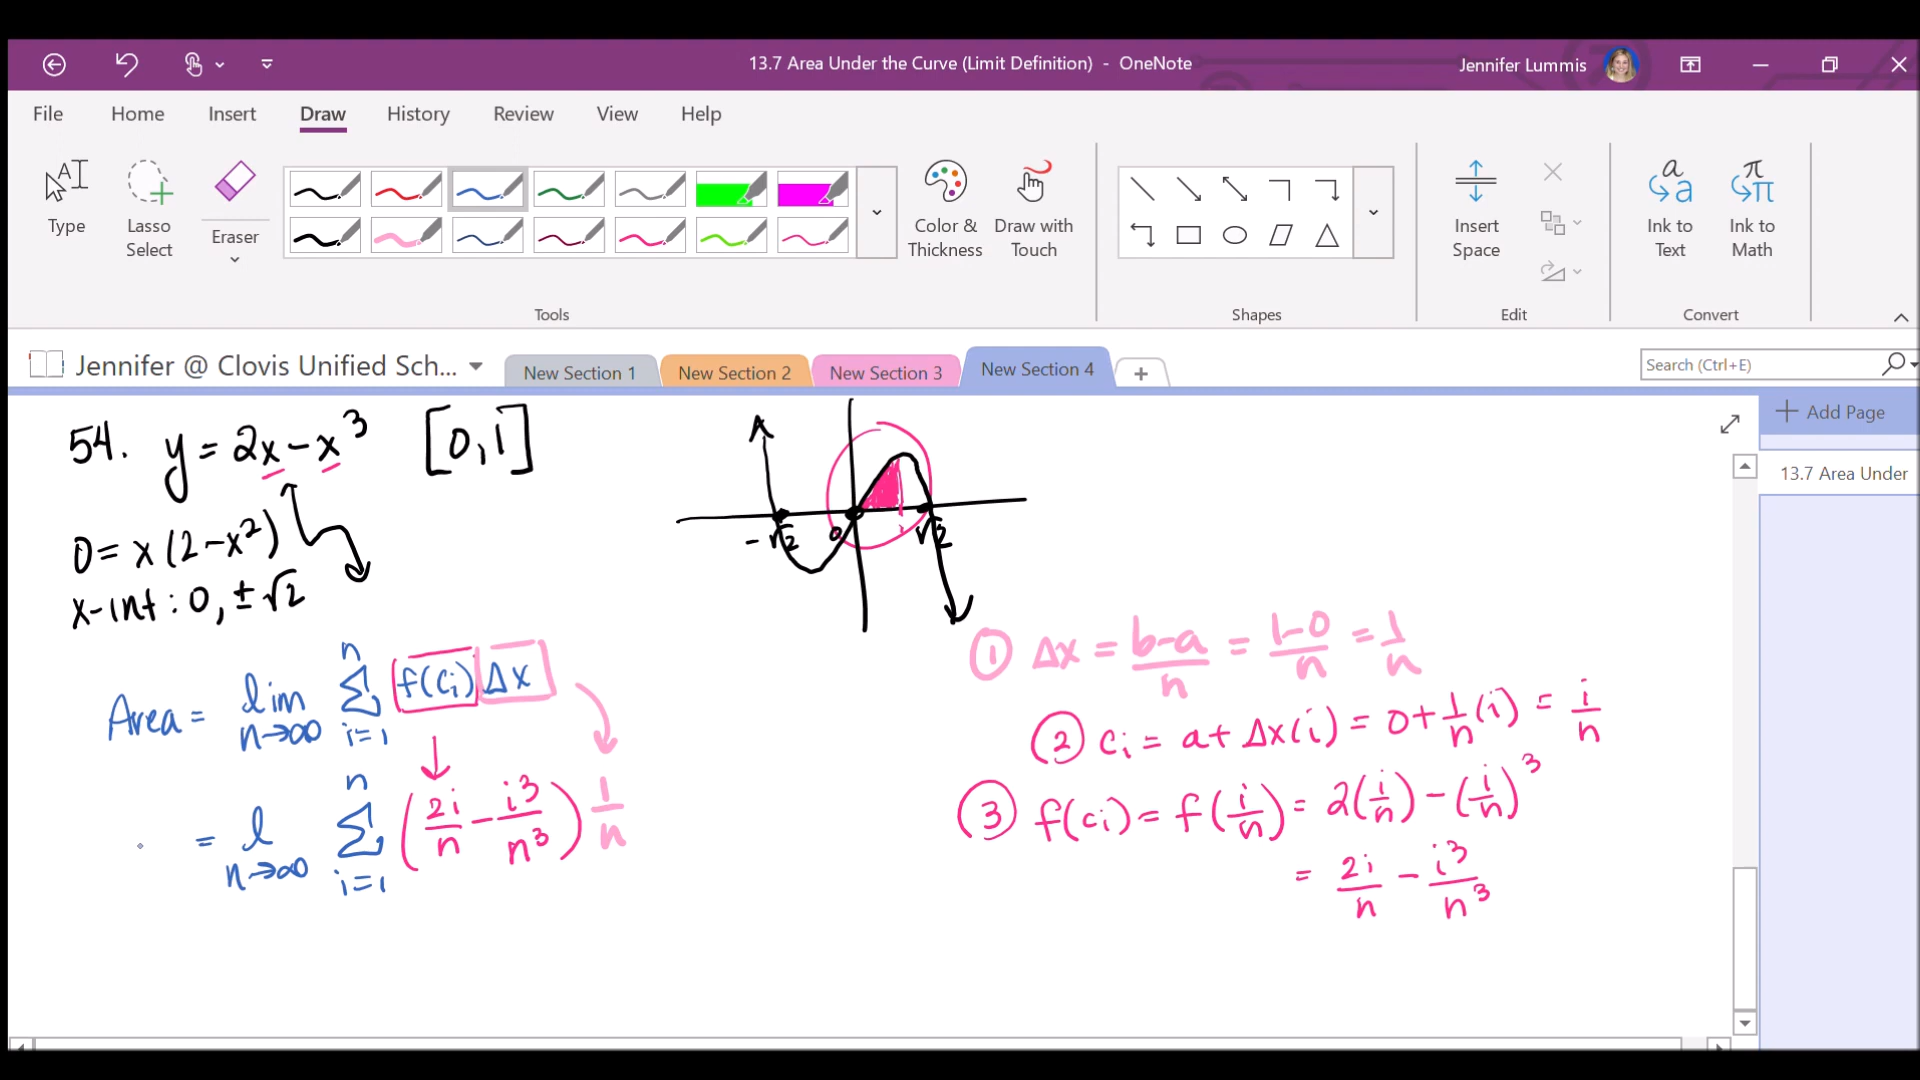 13.7 Area Under the Curve (Limit Definition) - OneNote
Jennifer Lummis
File Home Insert Draw History Review View Help
Type
Lasso Select
Eraser
Color & Thickness
Draw with Touch
Insert Space
Ink to Text
Ink to Math
Tools Shapes Edit Convert
Jennifer @ Clovis Unified Sch...
New Section 1 New Section 2 New Section 3 New Section 4 +
Search (Ctrl+E)
+ Add Page
13.7 Area Under
54. y = 2x - x³ [0,1]
0 = x(2-x²)
x-int: 0, ±√2
-√2 0 √2
Area = lim n→∞ n Σ i=1 f(cᵢ) Δx
= l n→∞ n Σ i=1 (2i/n - i³/n³) 1/n
① Δx = b-a/n = 1-0/n = 1/n
② cᵢ = a + Δx(i) = 0 + 1/n (i) = i/n
③ f(cᵢ) = f(i/n) = 2(i/n) - (i/n)³
= 2i/n - i³/n³